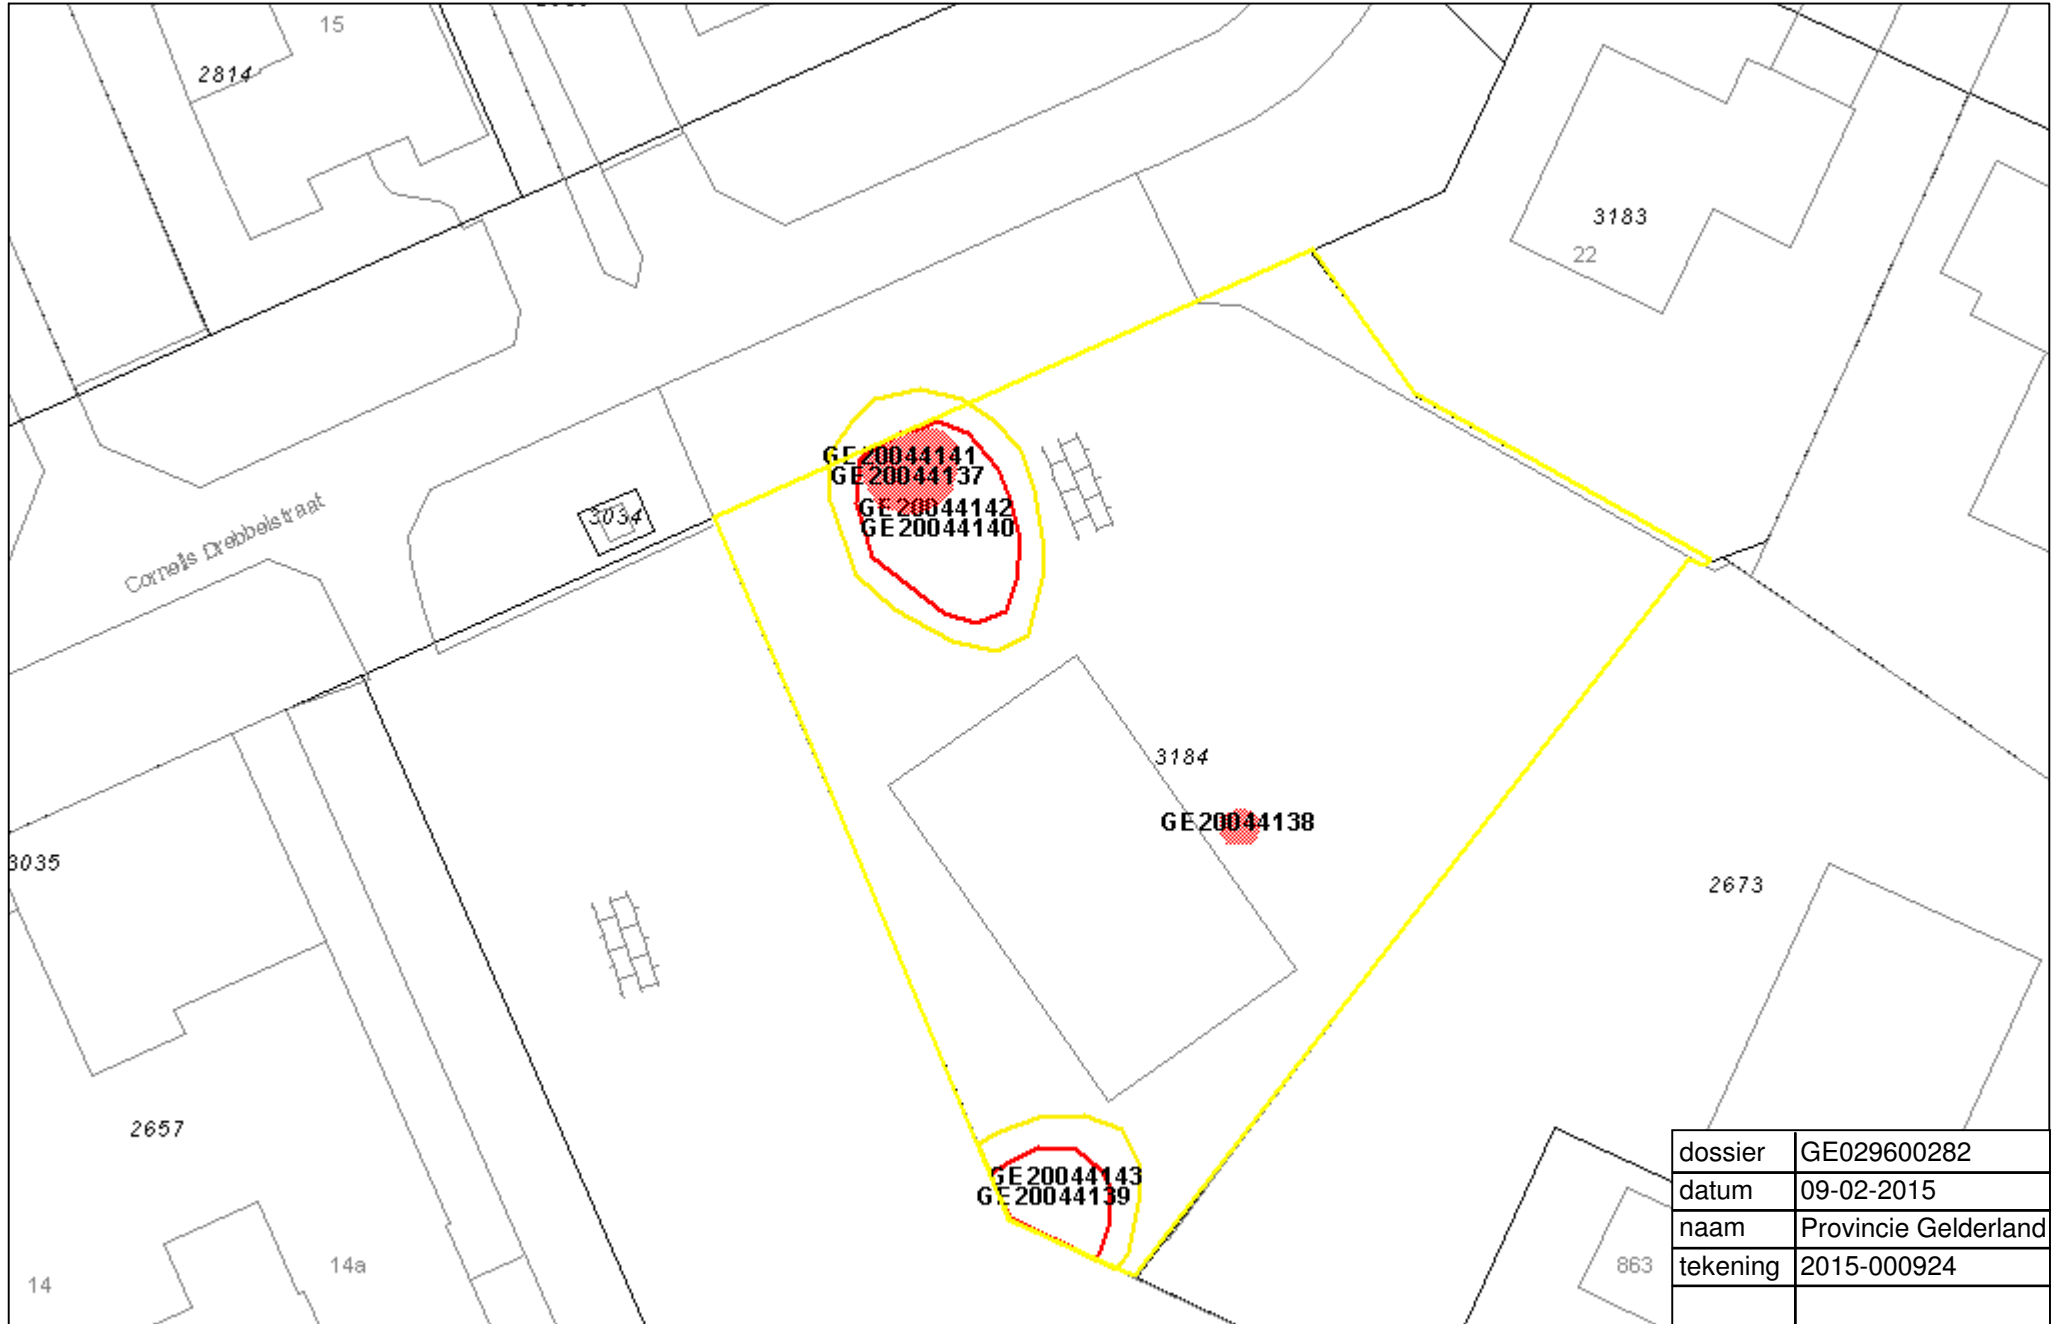 15
2814
3183
22
GE20044141
GE20044137
GE20044142
GE20044140
3034
Cornelis Drebbelstraat
3184
GE20044138
3035
2673
2657
GE20044143
GE20044139
14a
14
863
dossier GE029600282
datum 09-02-2015
naam Provincie Gelderland
tekening 2015-000924